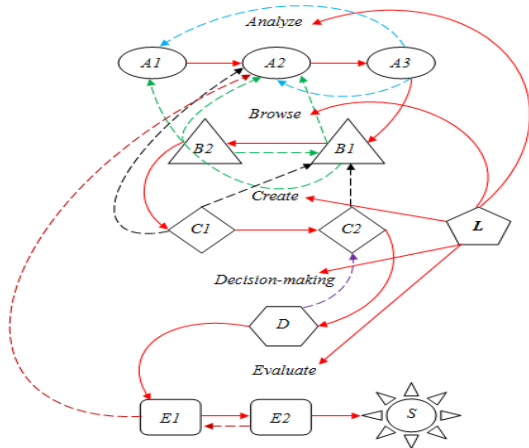 Analyze
A1 A2 A3
Browse
B2 B1
Create
C1 C2 L
Decision-making
D
Evaluate
E1 E2 S